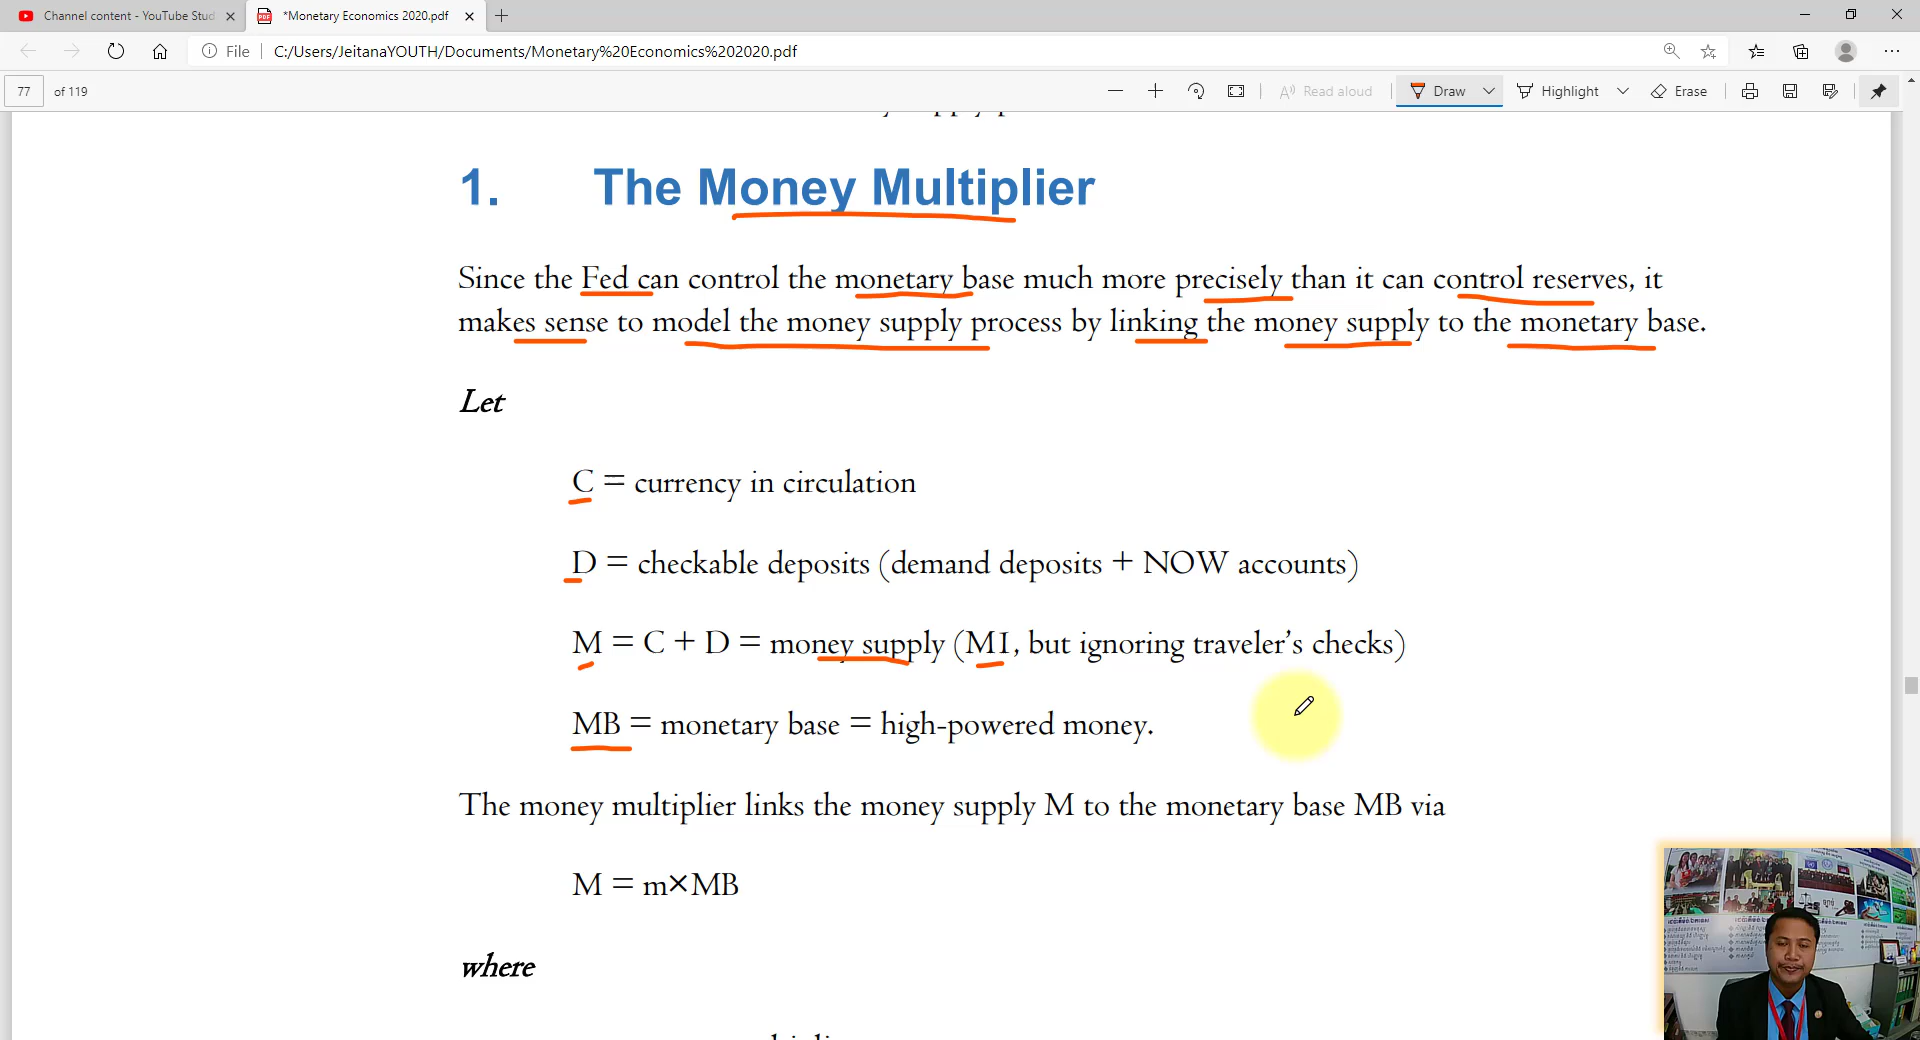 Channel content - YouTube Stud
*Monetary Economics 2020.pdf
File
C:/Users/JeitanaYOUTH/Documents/Monetary%20Economics%202020.pdf
77 of 119
Read aloud
Draw
Highlight
Erase
1. The Money Multiplier
Since the Fed can control the monetary base much more precisely than it can control reserves, it
makes sense to model the money supply process by linking the money supply to the monetary base.
Let
C = currency in circulation
D = checkable deposits (demand deposits + NOW accounts)
M = C + D = money supply (M1, but ignoring traveler’s checks)
MB = monetary base = high-powered money.
The money multiplier links the money supply M to the monetary base MB via
M = m×MB
where